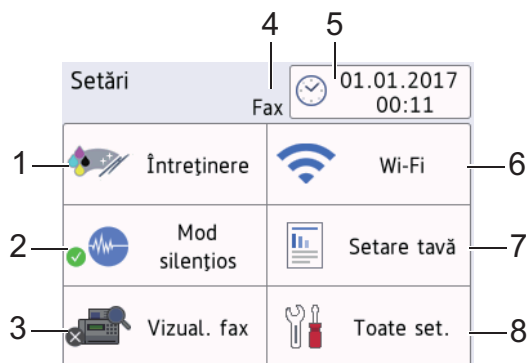 4
5
Setări
Fax
01.01.2017
00:11
1
Întreţinere
Wi-Fi
6
2
Mod
silenţios
Setare tavă
7
3
Vizual. fax
Toate set.
8